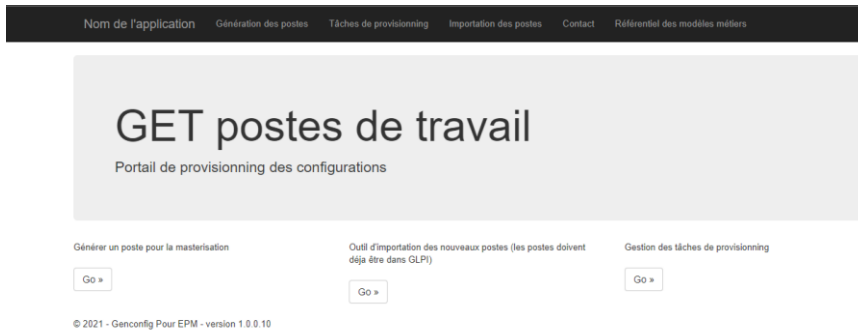 Nom de l'application Génération des postes Tâches de provisionning Importation des postes Contact Référentiel des modèles métiers
GET postes de travail
Portail de provisionning des configurations
Générer un poste pour la masterisation
Go »
Outil d'importation des nouveaux postes (les postes doivent
déja être dans GLPI)
Go »
Gestion des tâches de provisionning
Go »
© 2021 - Genconfig Pour EPM - version 1.0.0.10